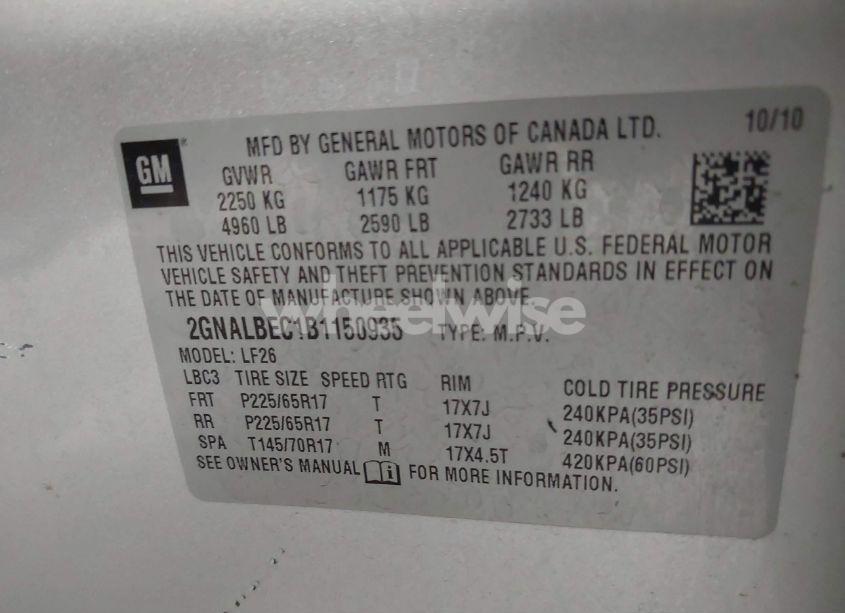 GM
MFD BY GENERAL MOTORS OF CANADA LTD. 10/10
GVWR GAWR FRT GAWR RR
2250 KG 1175 KG 1240 KG
4960 LB 2590 LB 2733 LB
THIS VEHICLE CONFORMS TO ALL APPLICABLE U.S. FEDERAL MOTOR
VEHICLE SAFETY AND THEFT PREVENTION STANDARDS IN EFFECT ON
THE DATE OF MANUFACTURE SHOWN ABOVE.
wheelwise
2GNALBEC1B1150935 TYPE: M.P.V.
MODEL: LF26
LBC3 TIRE SIZE SPEED RTG RIM COLD TIRE PRESSURE
FRT P225/65R17 T 17X7J 240KPA(35PSI)
RR P225/65R17 T 17X7J 240KPA(35PSI)
SPA T145/70R17 M 17X4.5T 420KPA(60PSI)
SEE OWNER'S MANUAL i FOR MORE INFORMATION.